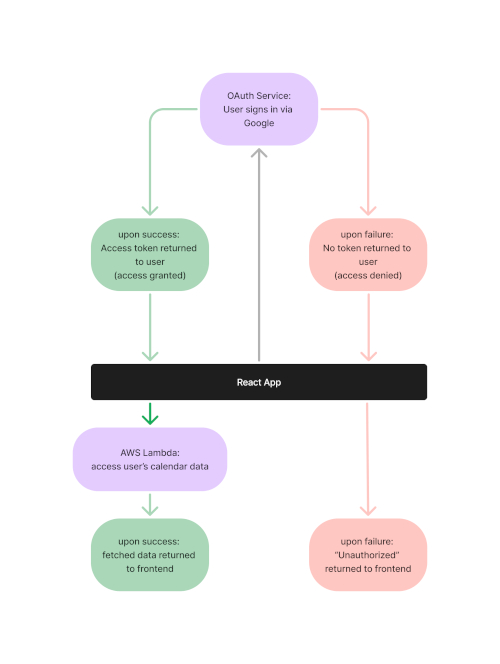 OAuth Service:
User signs in via
Google
upon success:
Access token returned
to user
(access granted)
upon failure:
No token returned to
user
(access denied)
React App
AWS Lambda:
access user’s calendar data
upon success:
fetched data returned
to frontend
upon failure:
“Unauthorized”
returned to frontend